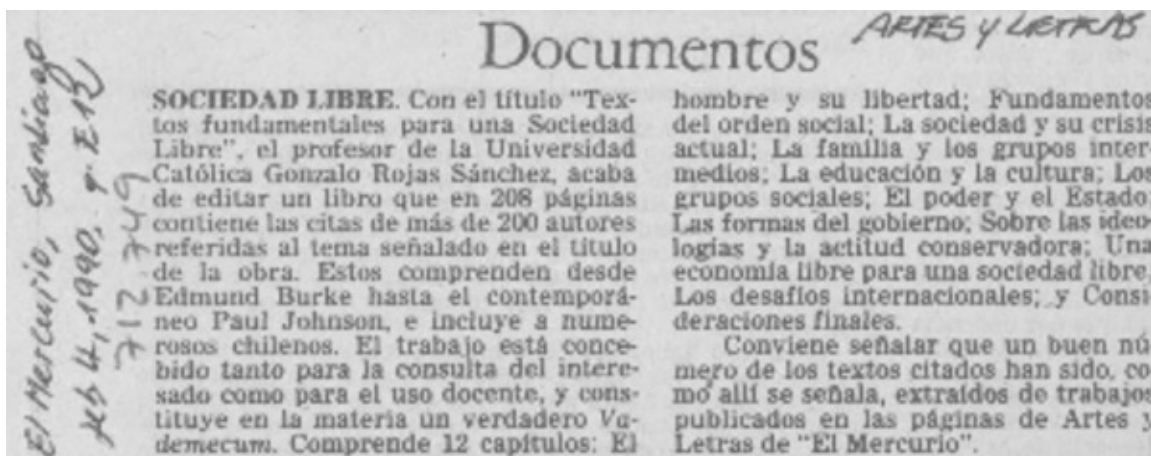 ARTES Y LETRAS
Documentos
El Mercurio, Santiago
feb 4, 1990, p. E12
712.749
SOCIEDAD LIBRE. Con el título "Tex-
tos fundamentales para una Sociedad
Libre", el profesor de la Universidad
Católica Gonzalo Rojas Sánchez, acaba
de editar un libro que en 208 páginas
contiene las citas de más de 200 autores
referidas al tema señalado en el título
de la obra. Estos comprenden desde
Edmund Burke hasta el contemporá-
neo Paul Johnson, e incluye a nume-
rosos chilenos. El trabajo está conce-
bido tanto para la consulta del intere-
sado como para el uso docente, y cons-
tituye en la materia un verdadero Va-
demecum. Comprende 12 capítulos: El
hombre y su libertad; Fundamentos
del orden social; La sociedad y su crisis
actual; La familia y los grupos inter-
medios; La educación y la cultura; Los
grupos sociales; El poder y el Estado;
Las formas del gobierno; Sobre las ideo-
logías y la actitud conservadora; Una
economía libre para una sociedad libre;
Los desafíos internacionales; y Consi-
deraciones finales.
Conviene señalar que un buen nú-
mero de los textos citados han sido, co-
mo allí se señala, extraídos de trabajos
publicados en las páginas de Artes y
Letras de "El Mercurio".